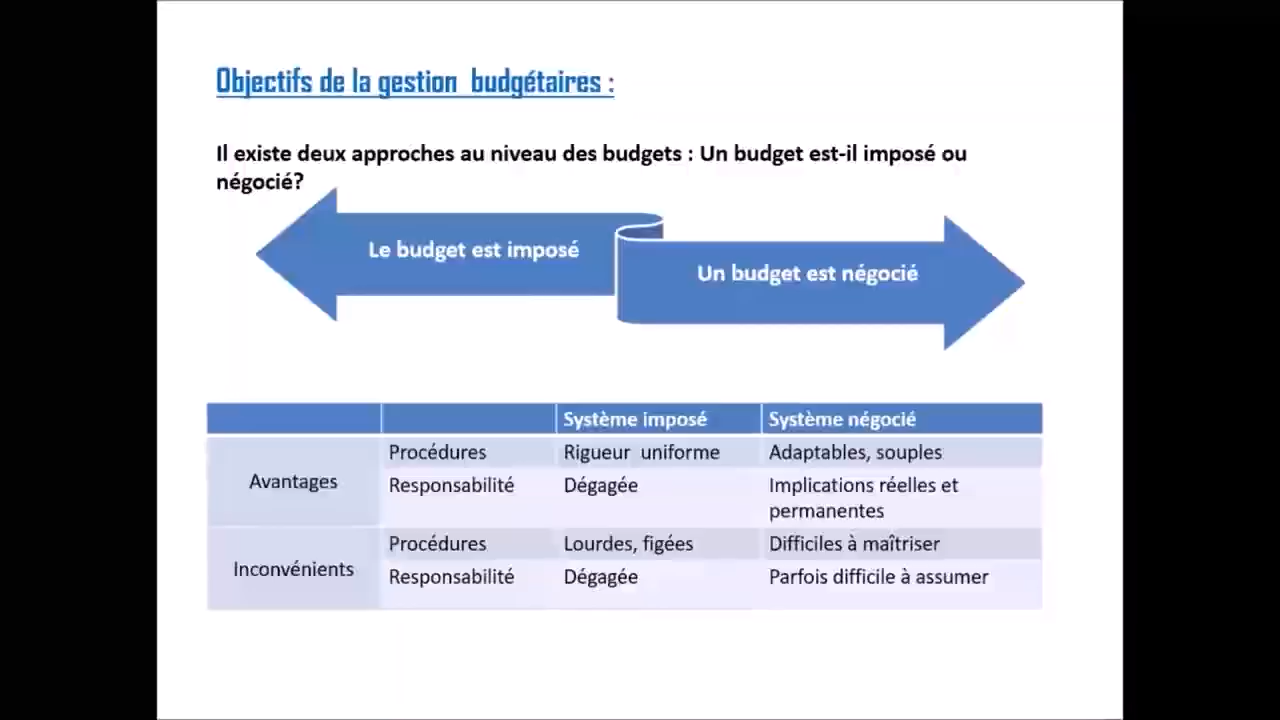 Objectifs de la gestion  budgétaires :
Il existe deux approches au niveau des budgets : Un budget est-il imposé ou
négocié?
Le budget est imposé
Un budget est négocié
Système imposé Système négocié
Avantages
Procédures Rigueur  uniforme Adaptables, souples
Responsabilité Dégagée Implications réelles et
permanentes
Inconvénients
Procédures Lourdes, figées Difficiles à maîtriser
Responsabilité Dégagée Parfois difficile à assumer